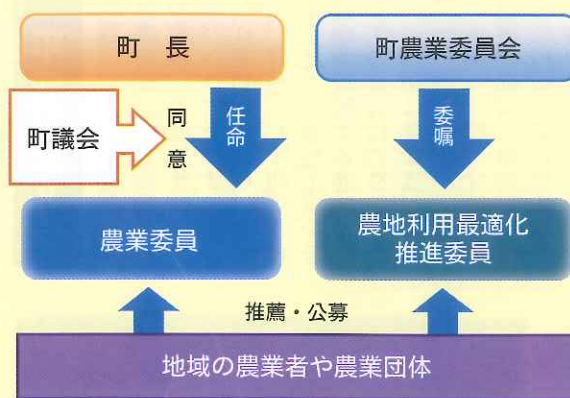 町　長
町農業委員会
町議会
同意
任命
委嘱
農業委員
農地利用最適化
推進委員
推薦・公募
地域の農業者や農業団体